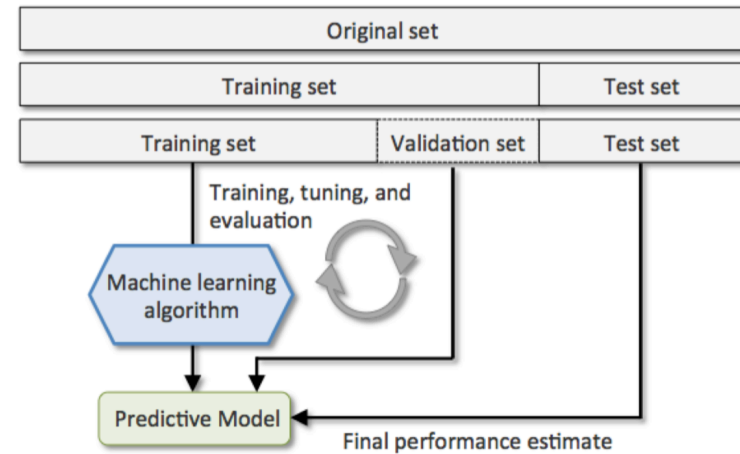 Original set
Training set
Test set
Training set
Validation set
Test set
Training, tuning, and
evaluation
Machine learning
algorithm
Predictive Model
Final performance estimate